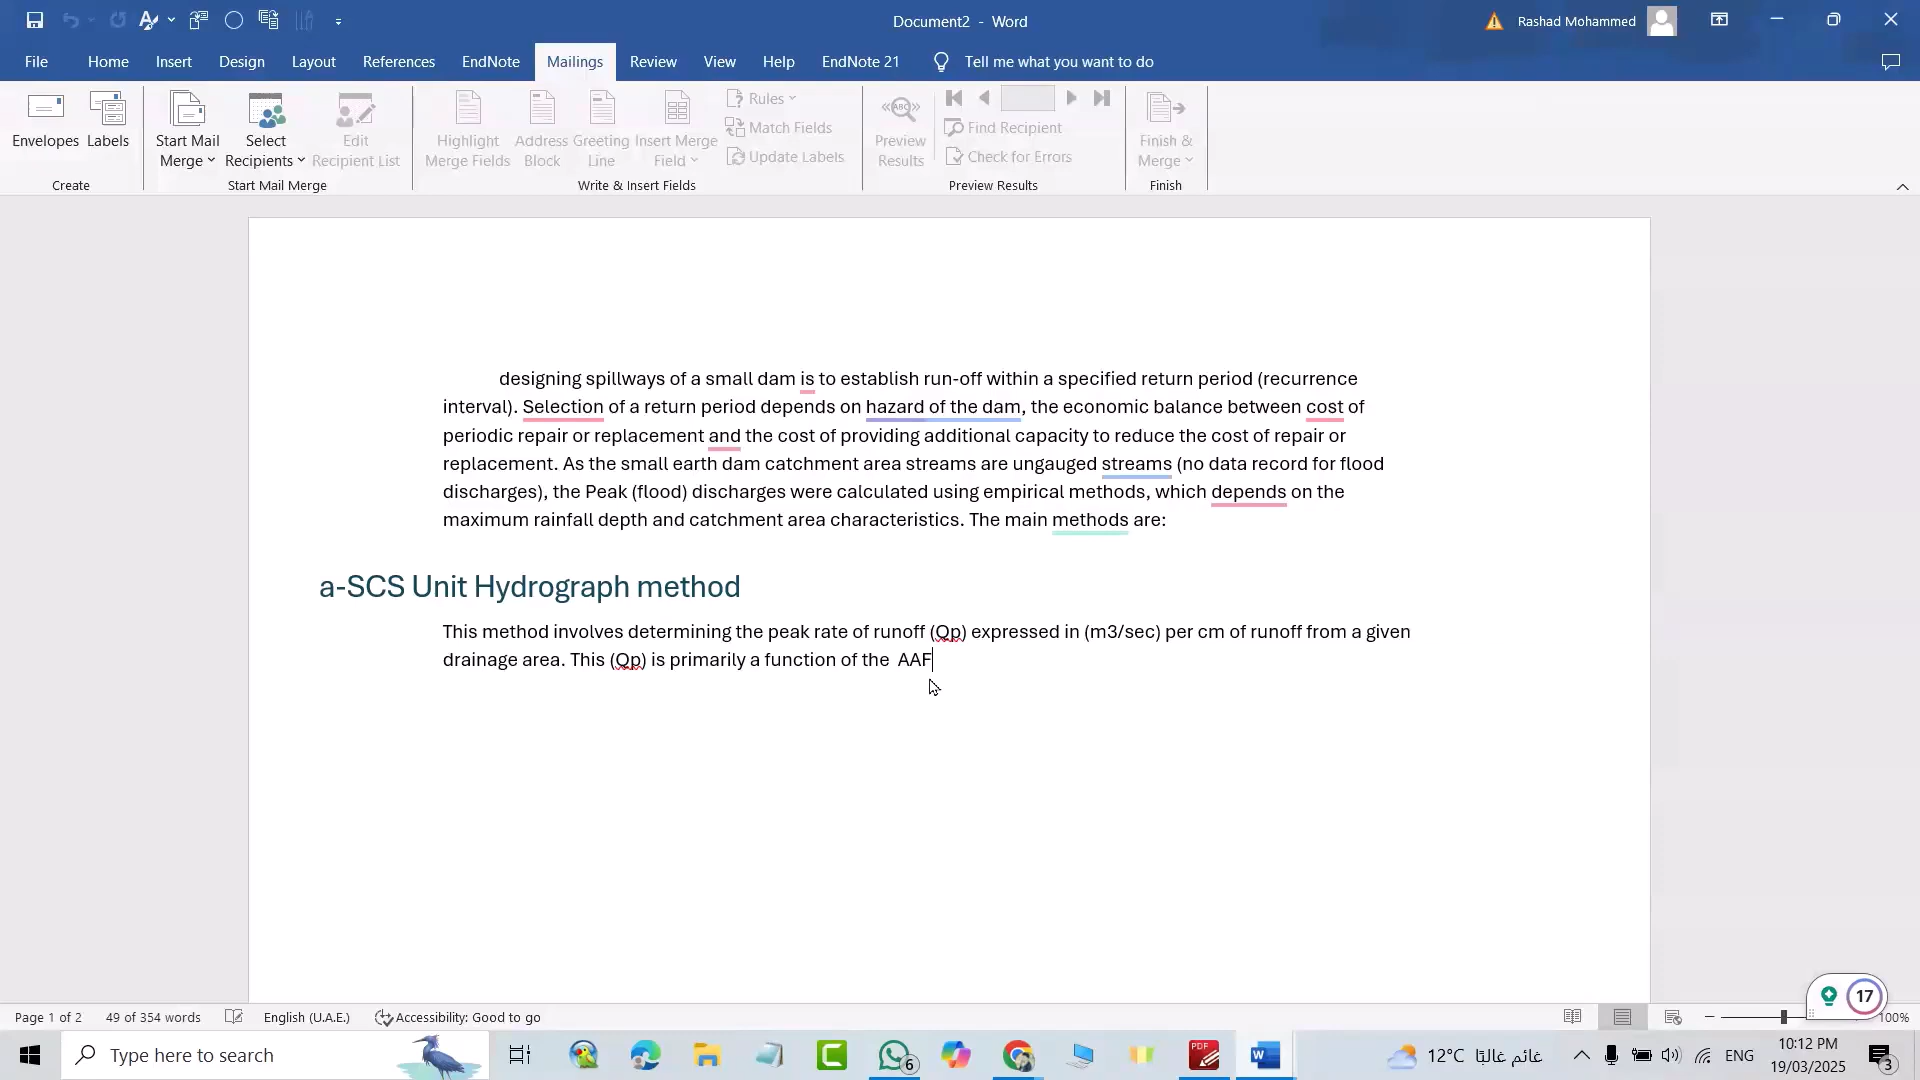 Document2 - Word
Rashad Mohammed
File Home Insert Design Layout References EndNote Mailings Review View Help EndNote 21 Tell me what you want to do
Envelopes Labels
Create
Start Mail Merge
Select Recipients
Edit Recipient List
Start Mail Merge
Highlight Merge Fields
Address Block
Greeting Line
Insert Merge Field
Rules
Match Fields
Update Labels
Write & Insert Fields
ABC
Preview Results
Find Recipient
Check for Errors
Preview Results
Finish & Merge
Finish
designing spillways of a small dam is to establish run-off within a specified return period (recurrence
interval). Selection of a return period depends on hazard of the dam, the economic balance between cost of
periodic repair or replacement and the cost of providing additional capacity to reduce the cost of repair or
replacement. As the small earth dam catchment area streams are ungauged streams (no data record for flood
discharges), the Peak (flood) discharges were calculated using empirical methods, which depends on the
maximum rainfall depth and catchment area characteristics. The main methods are:
a-SCS Unit Hydrograph method
This method involves determining the peak rate of runoff (Qp) expressed in (m3/sec) per cm of runoff from a given
drainage area. This (Qp) is primarily a function of the  AAF
17
Page 1 of 2 49 of 354 words English (U.A.E.) Accessibility: Good to go 100%
Type here to search
6
PDF
12°C غائم غالبًا
ENG
10:12 PM
19/03/2025
3